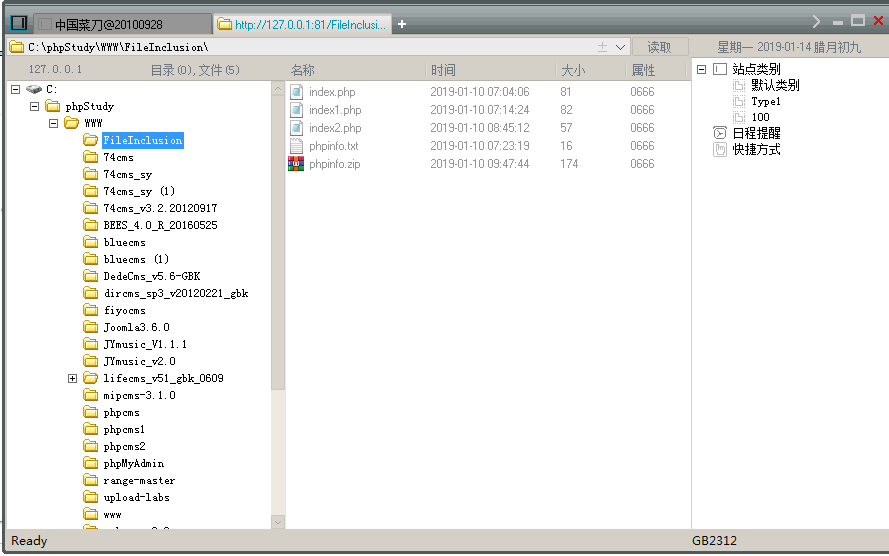 中国菜刀@20100928 http://127.0.0.1:81/FileInclusi...
C:\phpStudy\WWW\FileInclusion\ 读取 星期一 2019-01-14 腊月初九
127.0.0.1 目录(0),文件(5) 名称 时间 大小 属性
C:
phpStudy
WWW
FileInclusion
74cms
74cms_sy
74cms_sy (1)
74cms_v3.2.20120917
BEES_4.0_R_20160525
bluecms
bluecms (1)
DedeCms_v5.6-GBK
dircms_sp3_v20120221_gbk
fiyocms
Joomla3.6.0
JYmusic_V1.1.1
JYmusic_v2.0
lifecms_v51_gbk_0609
mipcms-3.1.0
phpcms
phpcms1
phpcms2
phpMyAdmin
range-master
upload-labs
www
index.php 2019-01-10 07:04:06 81 0666
index1.php 2019-01-10 07:14:24 82 0666
index2.php 2019-01-10 08:45:12 57 0666
phpinfo.txt 2019-01-10 07:23:19 16 0666
phpinfo.zip 2019-01-10 09:47:44 174 0666
站点类别
默认类别
Type1
100
日程提醒
快捷方式
Ready GB2312